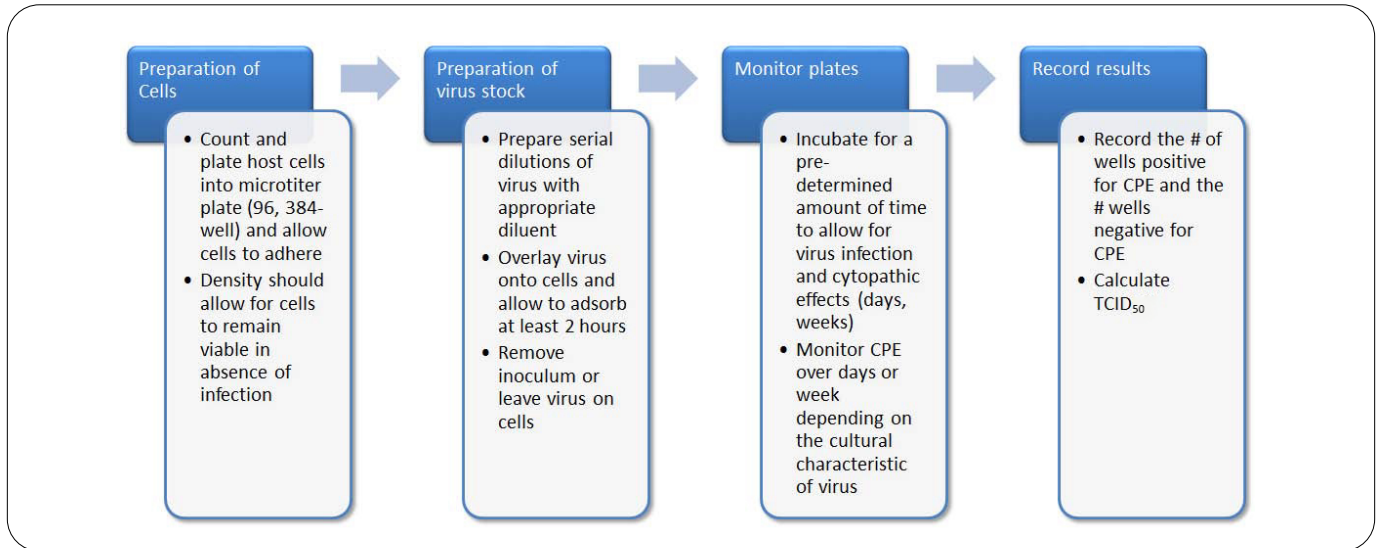 Preparation of
Cells
• Count and
plate host cells
into microtiter
plate (96, 384-
well) and allow
cells to adhere
• Density should
allow for cells
to remain
viable in
absence of
infection
Preparation of
virus stock
• Prepare serial
dilutions of
virus with
appropriate
diluent
• Overlay virus
onto cells and
allow to adsorb
at least 2 hours
• Remove
inoculum or
leave virus on
cells
Monitor plates
• Incubate for a
pre-
determined
amount of time
to allow for
virus infection
and cytopathic
effects (days,
weeks)
• Monitor CPE
over days or
week
depending on
the cultural
characteristic
of virus
Record results
• Record the # of
wells positive
for CPE and the
# wells
negative for
CPE
• Calculate
TCID₅₀